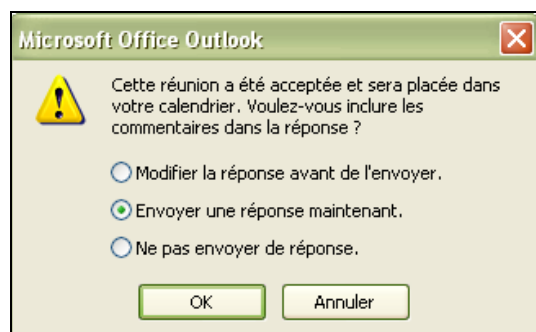 Microsoft Office Outlook
Cette réunion a été acceptée et sera placée dans
votre calendrier. Voulez-vous inclure les
commentaires dans la réponse ?
Modifier la réponse avant de l'envoyer.
Envoyer une réponse maintenant.
Ne pas envoyer de réponse.
OK
Annuler